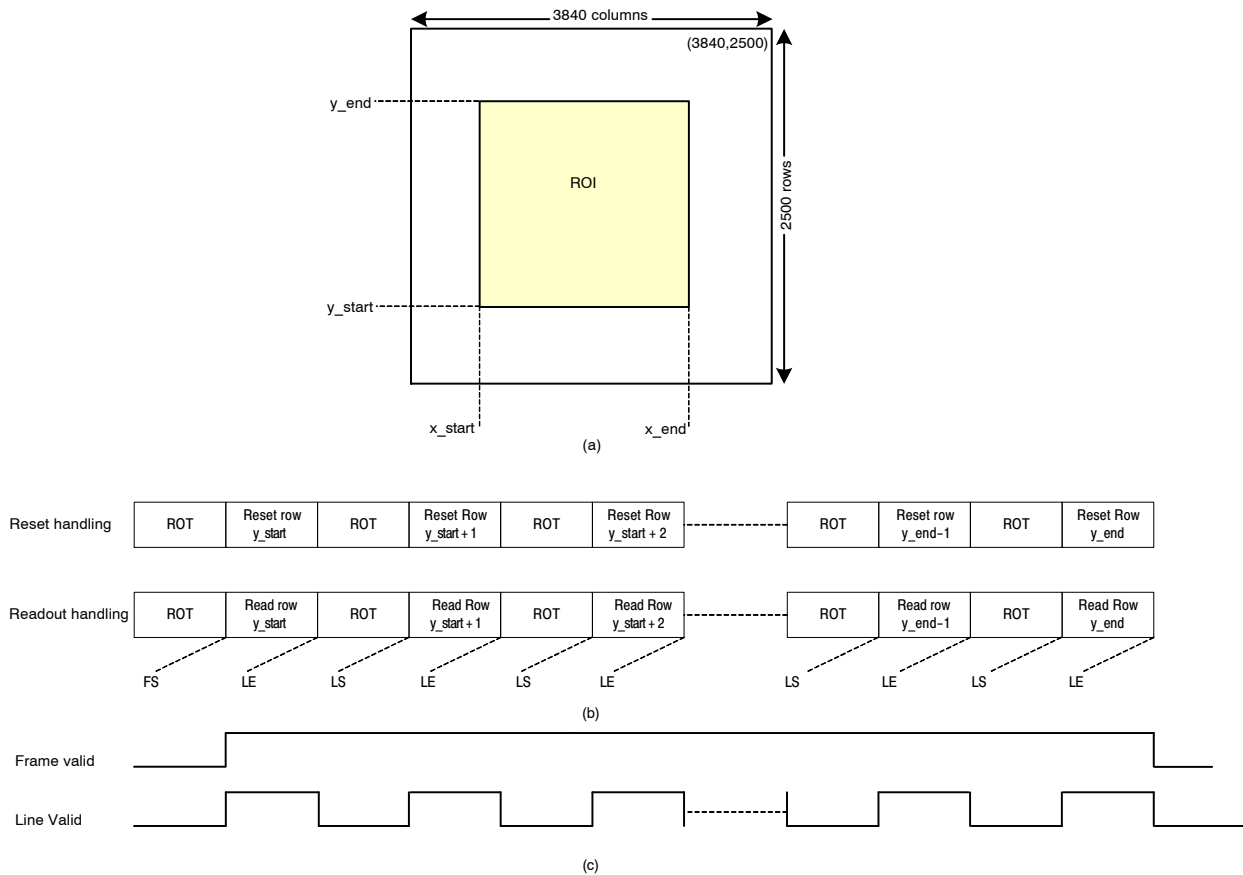 3840 columns
(3840,2500)
y_end
ROI
2500 rows
y_start
x_start
x_end
(a)
Reset handling
ROT
Reset row
y_start
ROT
Reset Row
y_start + 1
ROT
Reset Row
y_start + 2
ROT
Reset row
y_end-1
ROT
Reset Row
y_end
Readout handling
ROT
Read row
y_start
ROT
Read Row
y_start + 1
ROT
Read Row
y_start + 2
ROT
Read row
y_end-1
ROT
Read Row
y_end
FS
LE
LS
LE
LS
LE
LS
LE
LS
LE
(b)
Frame valid
Line Valid
(c)